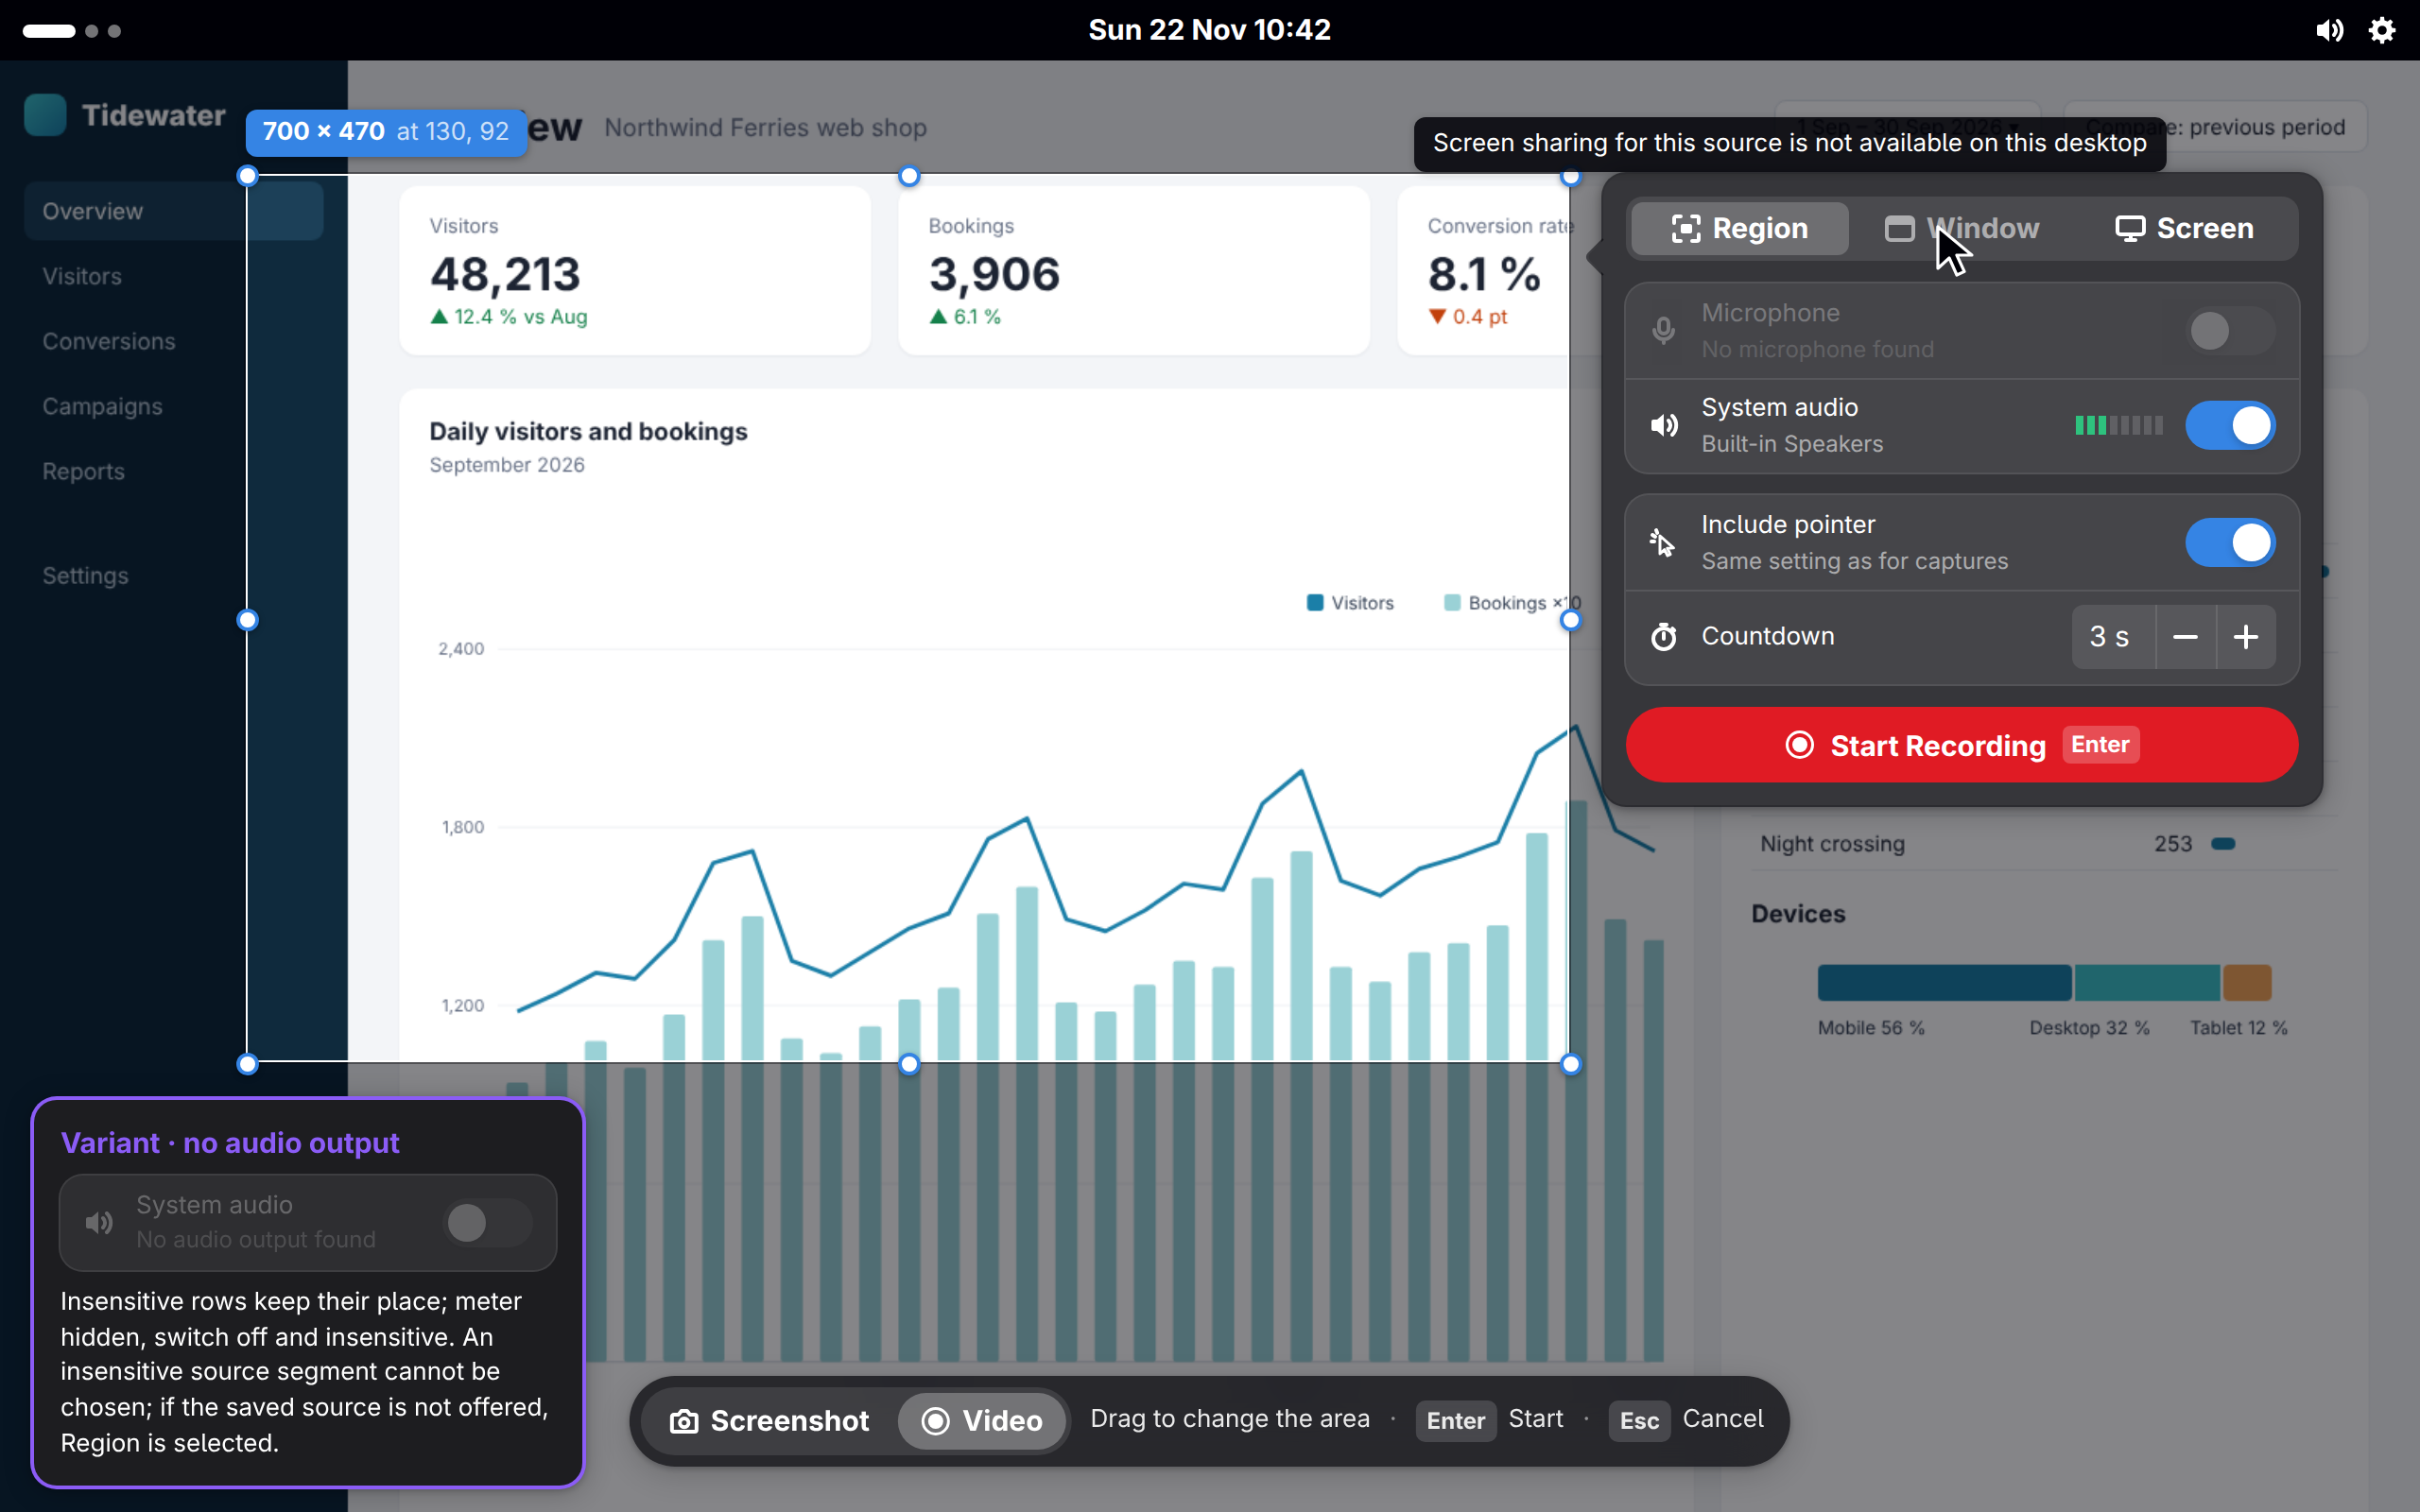 Sun 22 Nov 10:42
Tidewater
700 × 470 at 130, 92
ew
Northwind Ferries web shop
1 Sep – 30 Sep 2026
Compare: previous period
Screen sharing for this source is not available on this desktop
Overview
Visitors
Conversions
Campaigns
Reports
Settings
Visitors
48,213
▲ 12.4 % vs Aug
Bookings
3,906
▲ 6.1 %
Conversion rate
8.1 %
▼ 0.4 pt
Daily visitors and bookings
September 2026
Visitors
Bookings ×10
2,400
1,800
1,200
Region
Window
Screen
Microphone
No microphone found
System audio
Built-in Speakers
Include pointer
Same setting as for captures
Countdown
3 s
Start Recording Enter
Night crossing 253
Devices
Mobile 56 %
Desktop 32 %
Tablet 12 %
Variant · no audio output
System audio
No audio output found
Insensitive rows keep their place; meter
hidden, switch off and insensitive. An
insensitive source segment cannot be
chosen; if the saved source is not offered,
Region is selected.
Screenshot
Video
Drag to change the area · Enter Start · Esc Cancel